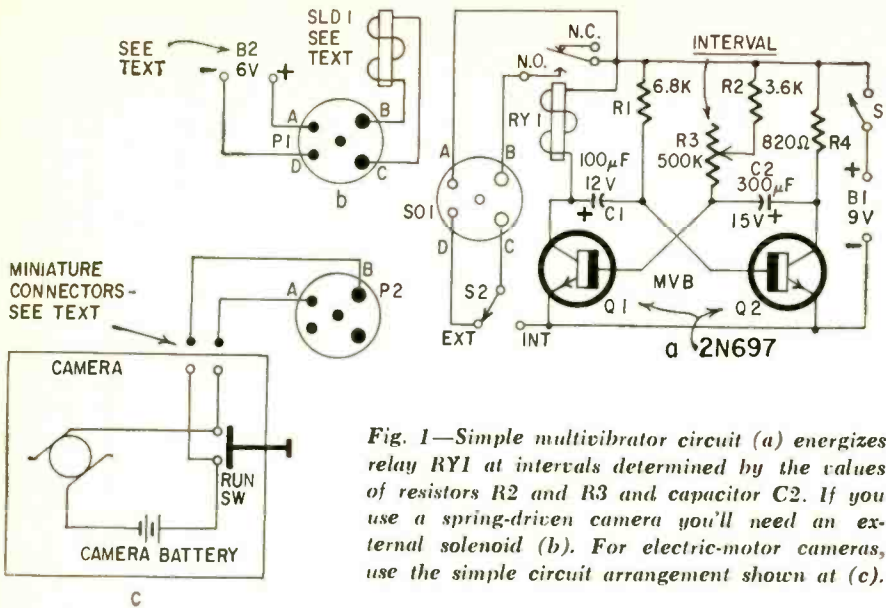 SEE
TEXT
B2
6V
− +
SLD 1
SEE
TEXT
A
B
P1
D
C
b
N.C.
N.O.
INTERVAL
RY 1
6.8K
R1
R2
3.6K
R3
500K
820Ω
R4
S
100µF
12V
+ C1
C2
300µF
15V +
+
B1
9V
−
A
B
SO1
D
C
S2
EXT
INT
MVB
Q1
Q2
a 2N697
MINIATURE
CONNECTORS-
SEE TEXT
B
A
P2
CAMERA
RUN
SW
CAMERA BATTERY
C
Fig. 1—Simple multivibrator circuit (a) energizes
relay RY1 at intervals determined by the values
of resistors R2 and R3 and capacitor C2. If you
use a spring-driven camera you'll need an ex-
ternal solenoid (b). For electric-motor cameras,
use the simple circuit arrangement shown at (c).